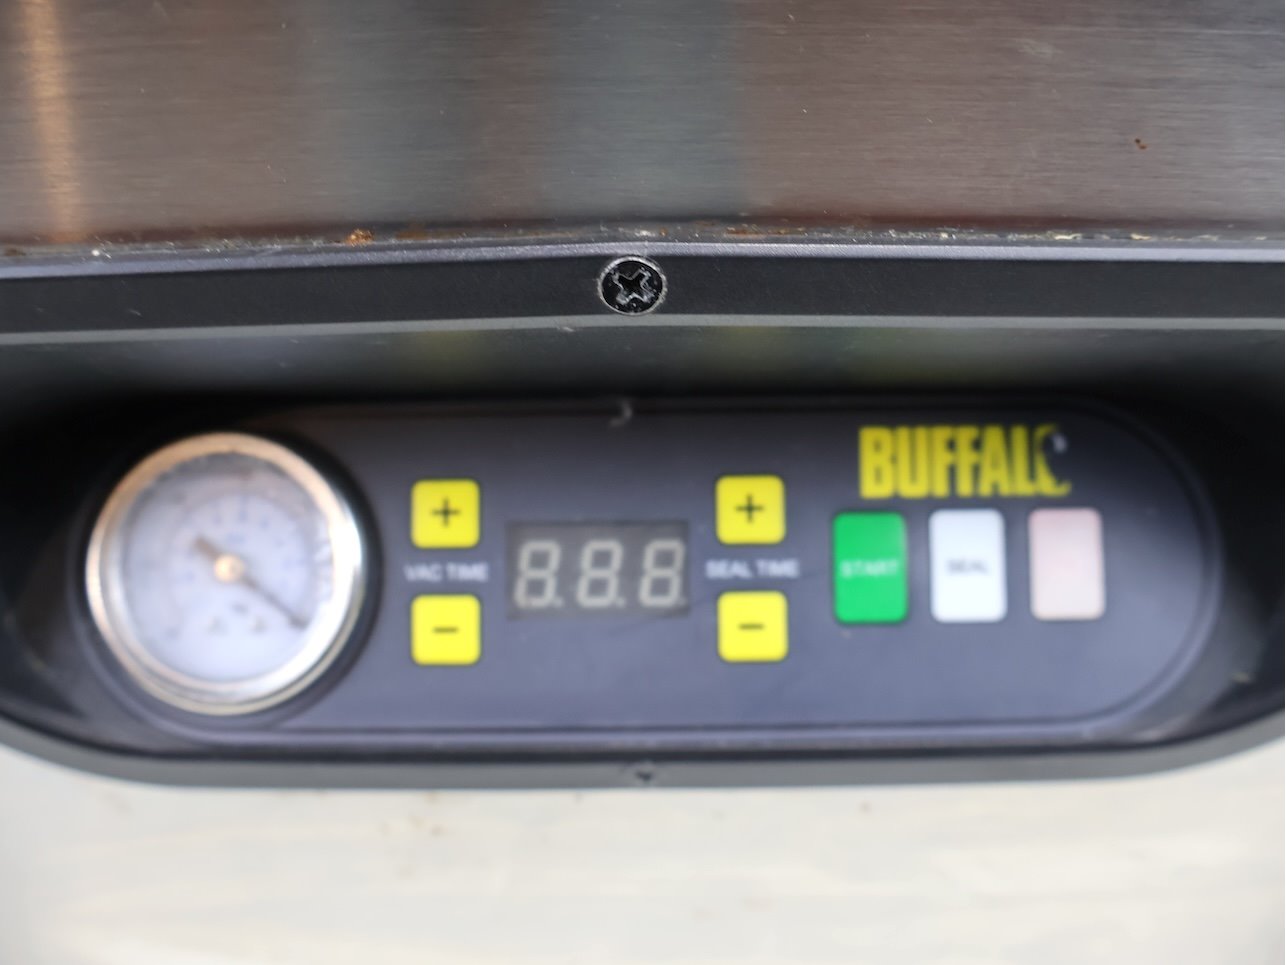 BUFFALO
+
+
VAC TIME
8.8.8.
SEAL TIME
START
SEAL
-
-